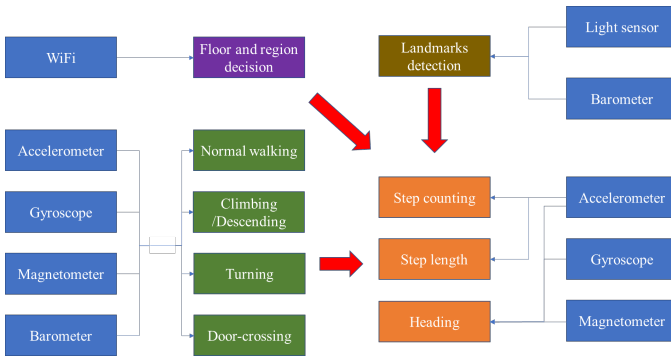 WiFi
Floor and region
decision
Landmarks
detection
Light sensor
Barometer
Accelerometer
Gyroscope
Magnetometer
Barometer
Normal walking
Climbing
/Descending
Turning
Door-crossing
Step counting
Step length
Heading
Accelerometer
Gyroscope
Magnetometer